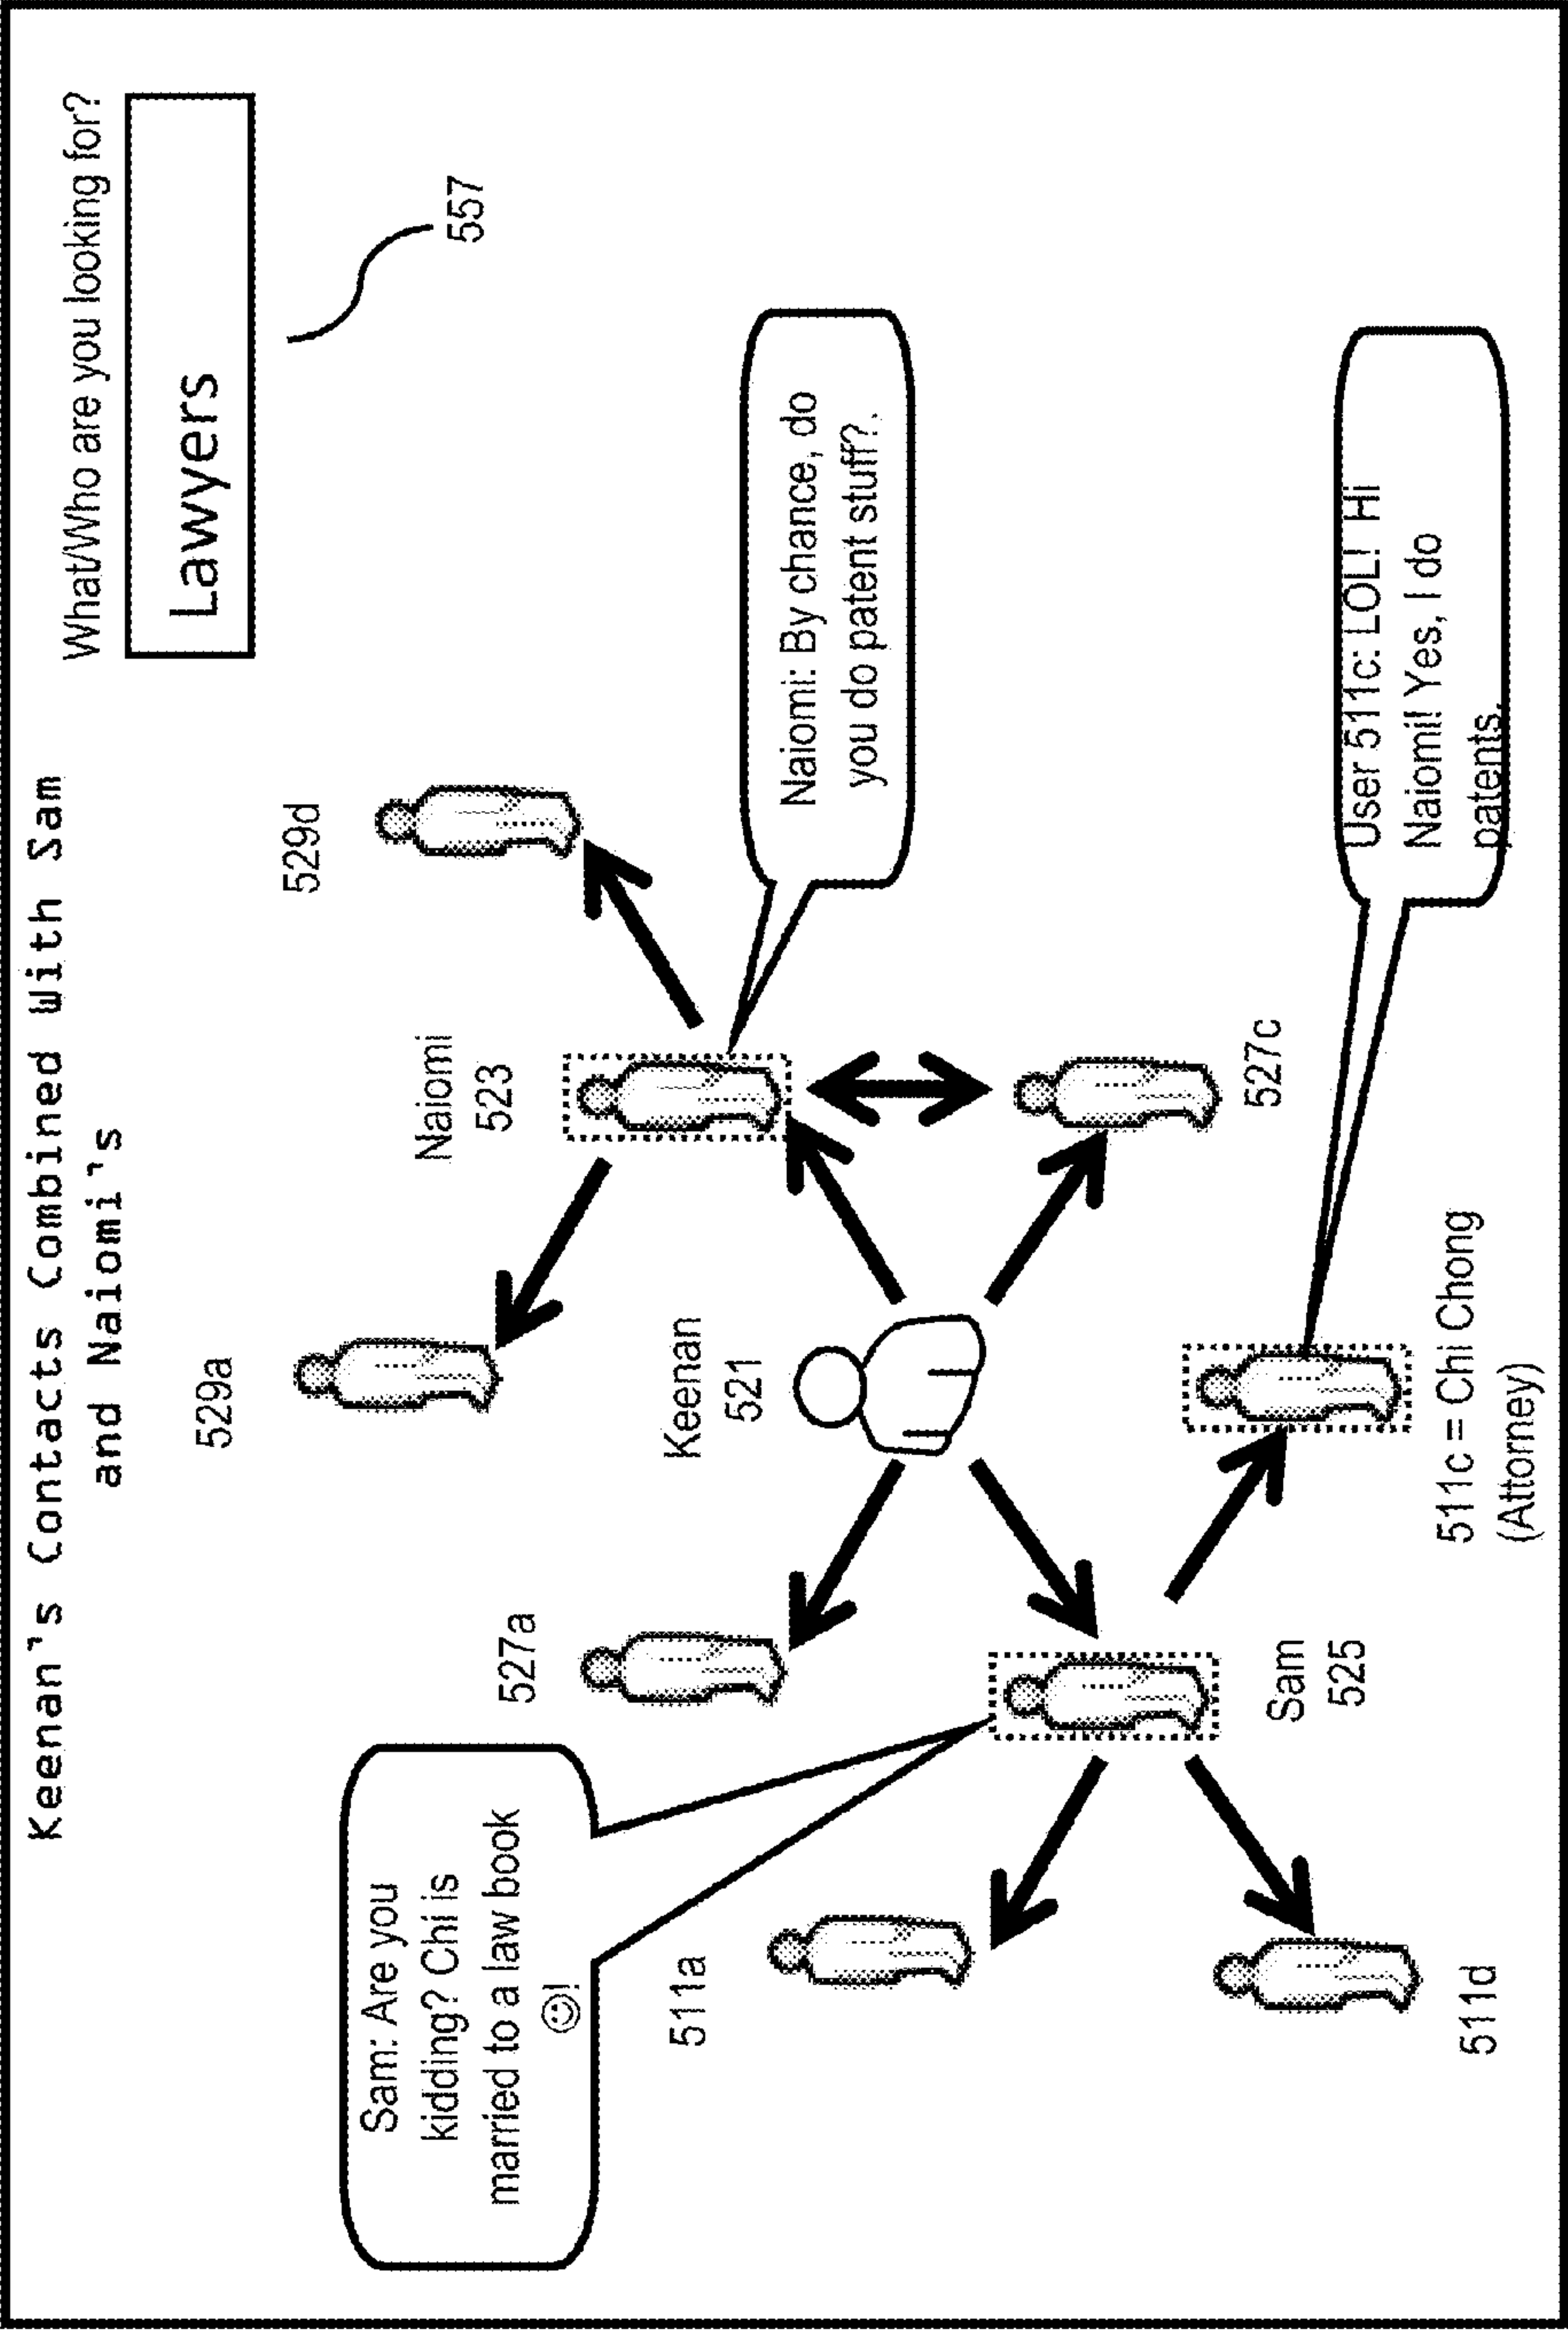 Keenan's Contacts Combined With Sam
and Naiomi's
What/Who are you looking for?
Lawyers
557
Sam: Are you
kidding? Chi is
married to a law book
☺!
529a
529d
Naiomi
523
527a
Keenan
521
Naiomi: By chance, do
you do patent stuff?.
511a
527c
Sam
525
511d
511c = Chi Chong
(Attorney)
User 511c: LOL! Hi
Naiomi! Yes, I do
patents.